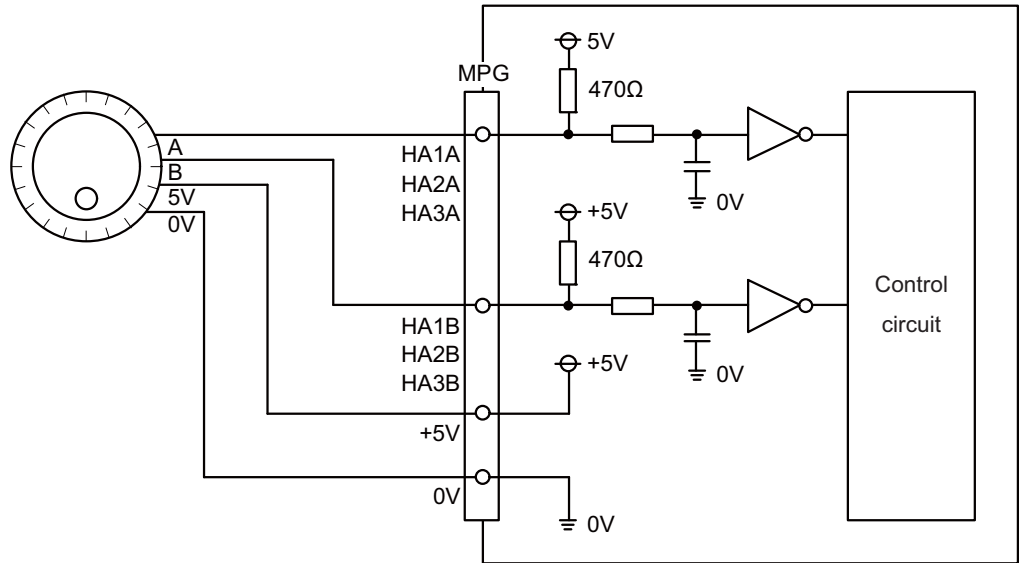 5V
MPG
470Ω
A
B
5V
0V
HA1A
HA2A
HA3A
0V
+5V
470Ω
Control
circuit
HA1B
HA2B
HA3B
+5V
0V
+5V
0V
0V